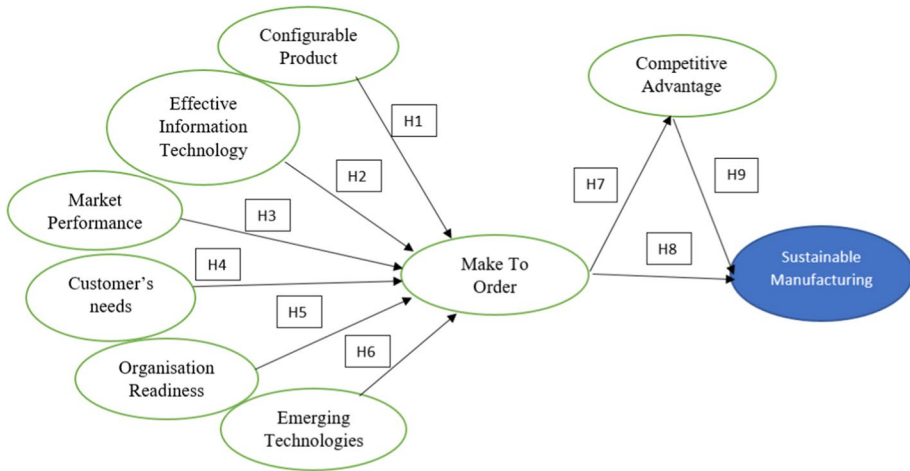 Configurable
Product
Competitive
Advantage
Effective
Information
Technology
H1
H2
H7
H9
Market
Performance
H3
H4
H8
Make To
Order
Sustainable
Manufacturing
Customer's
needs
H5
H6
Organisation
Readiness
Emerging
Technologies